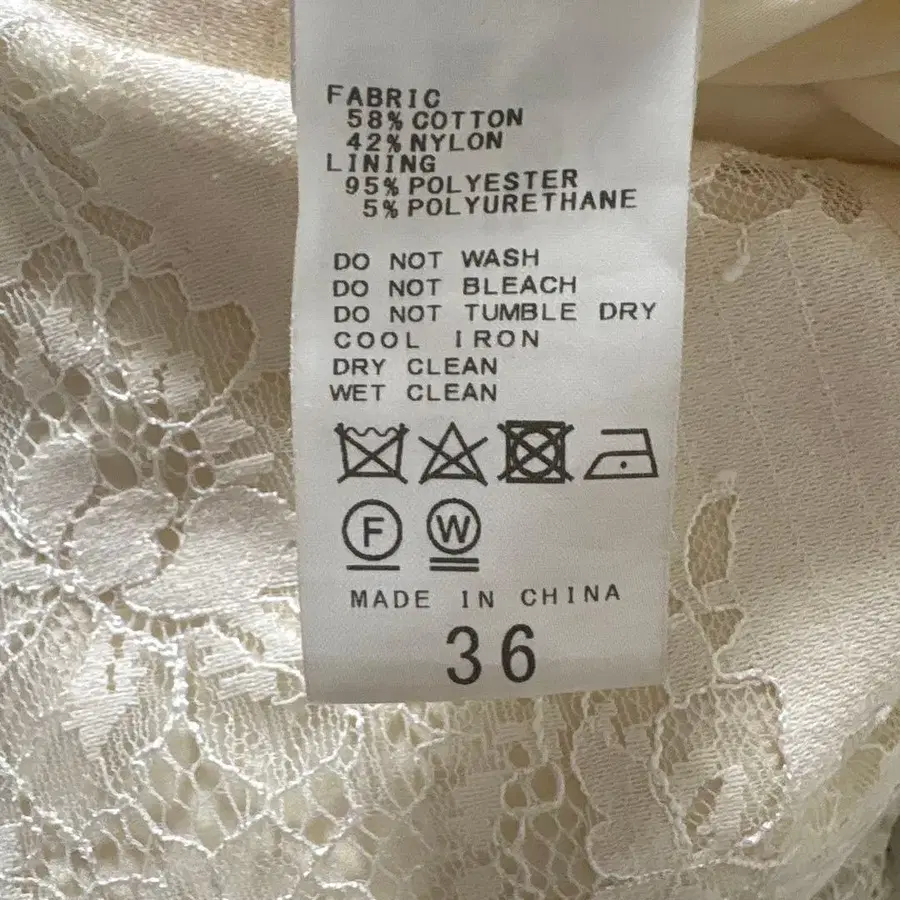 FABRIC
58% COTTON
42% NYLON
LINING
95% POLYESTER
5% POLYURETHANE
DO NOT WASH
DO NOT BLEACH
DO NOT TUMBLE DRY
COOL IRON
DRY CLEAN
WET CLEAN
F W
MADE IN CHINA
36